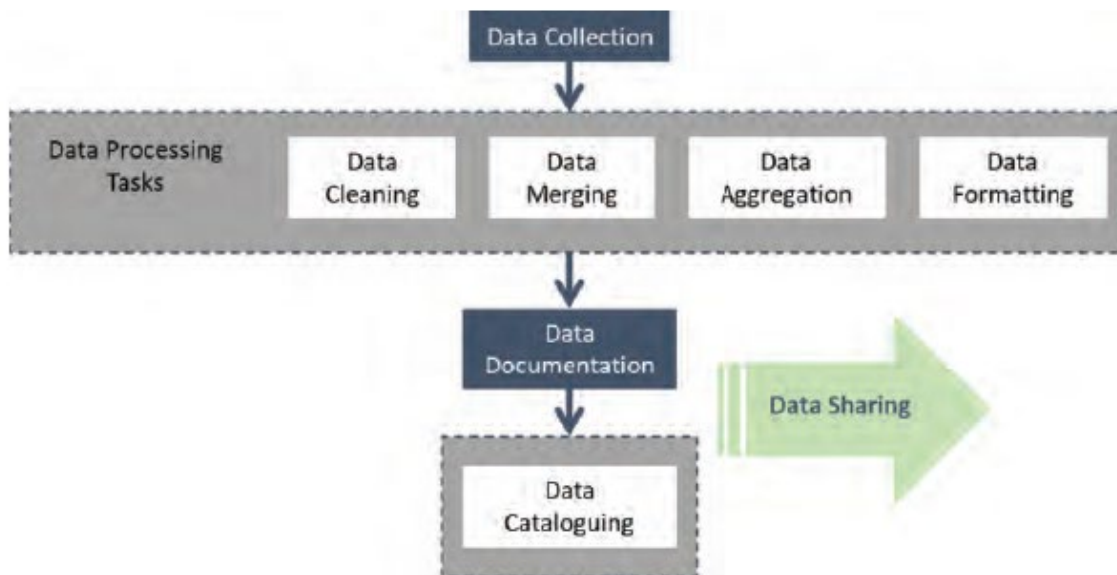 Data Collection
Data Processing
Tasks
Data
Cleaning
Data
Merging
Data
Aggregation
Data
Formatting
Data
Documentation
Data Sharing
Data
Cataloguing